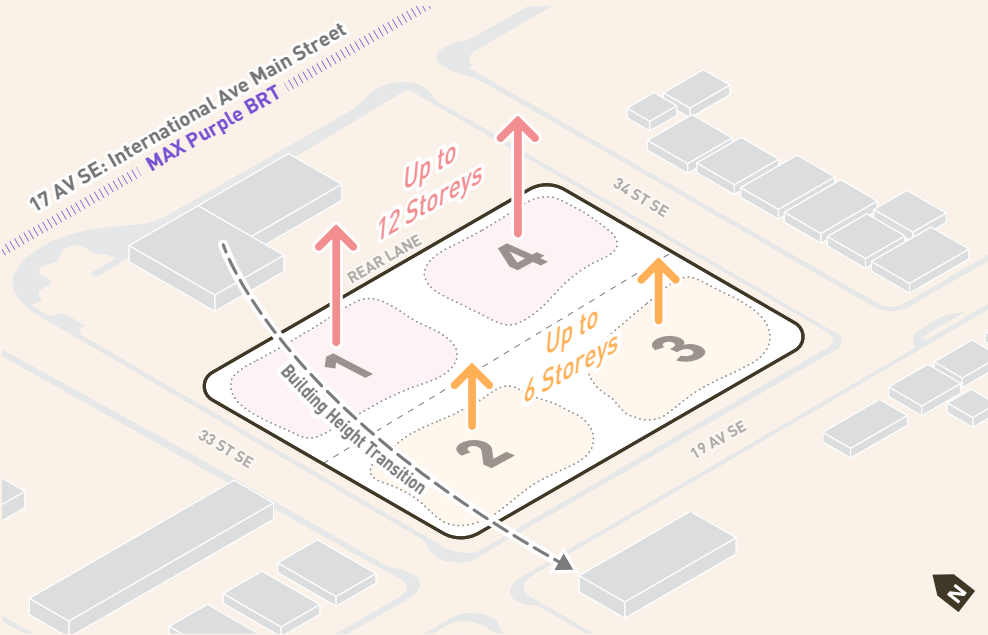 17 AV SE: International Ave Main Street
MAX Purple BRT
Up to
12 Storeys
REAR LANE
34 ST SE
4
1
Up to
6 Storeys
3
2
Building Height Transition
33 ST SE
19 AV SE
N